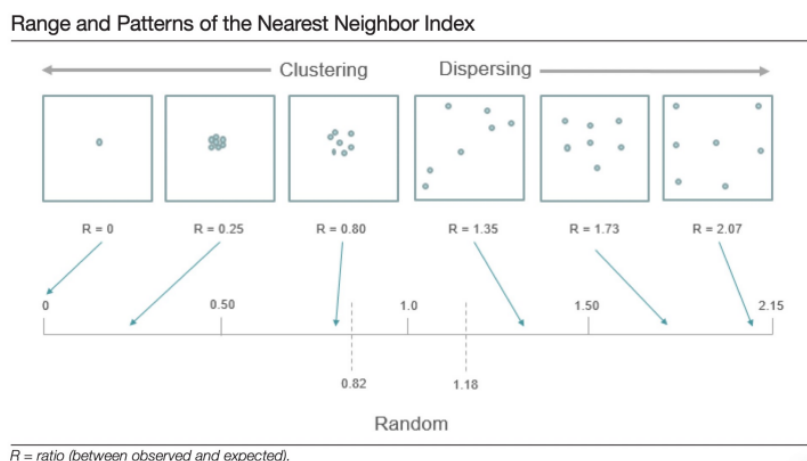 Range and Patterns of the Nearest Neighbor Index
Clustering Dispersing
R = 0 R = 0.25 R = 0.80 R = 1.35 R = 1.73 R = 2.07
0 0.50 1.0 1.50 2.15
0.82 1.18
Random
R = ratio (between observed and expected).